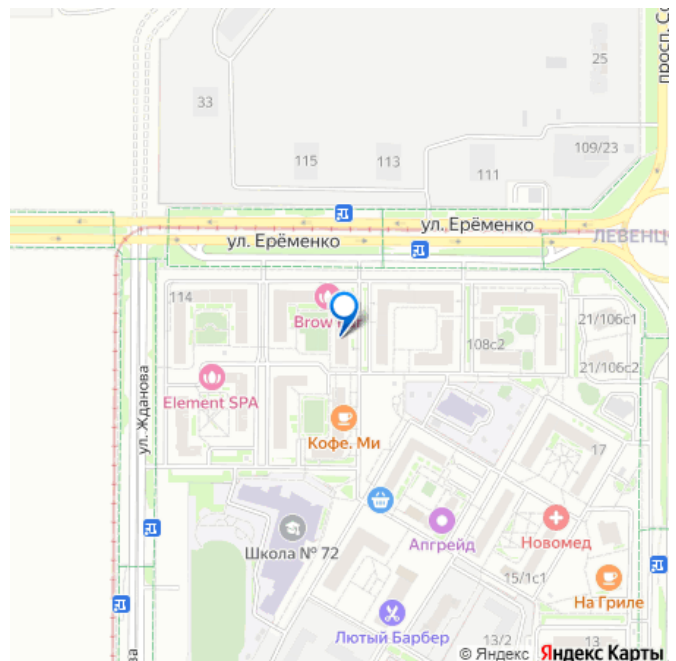 просп. Со
25
33
115
113
111
109/23
ул. Ерёменко
ул. Ерёменко
ЛЕВЕНЦ
114
Brow
21/106с1
108с2
21/106с2
Element SPA
ул. Жданова
Кофе. Ми
17
Школа № 72
Апгрейд
Новомед
15/1с1
На Гриле
Лютый Барбер
13/2
13
ва
© Яндекс Яндекс Карты